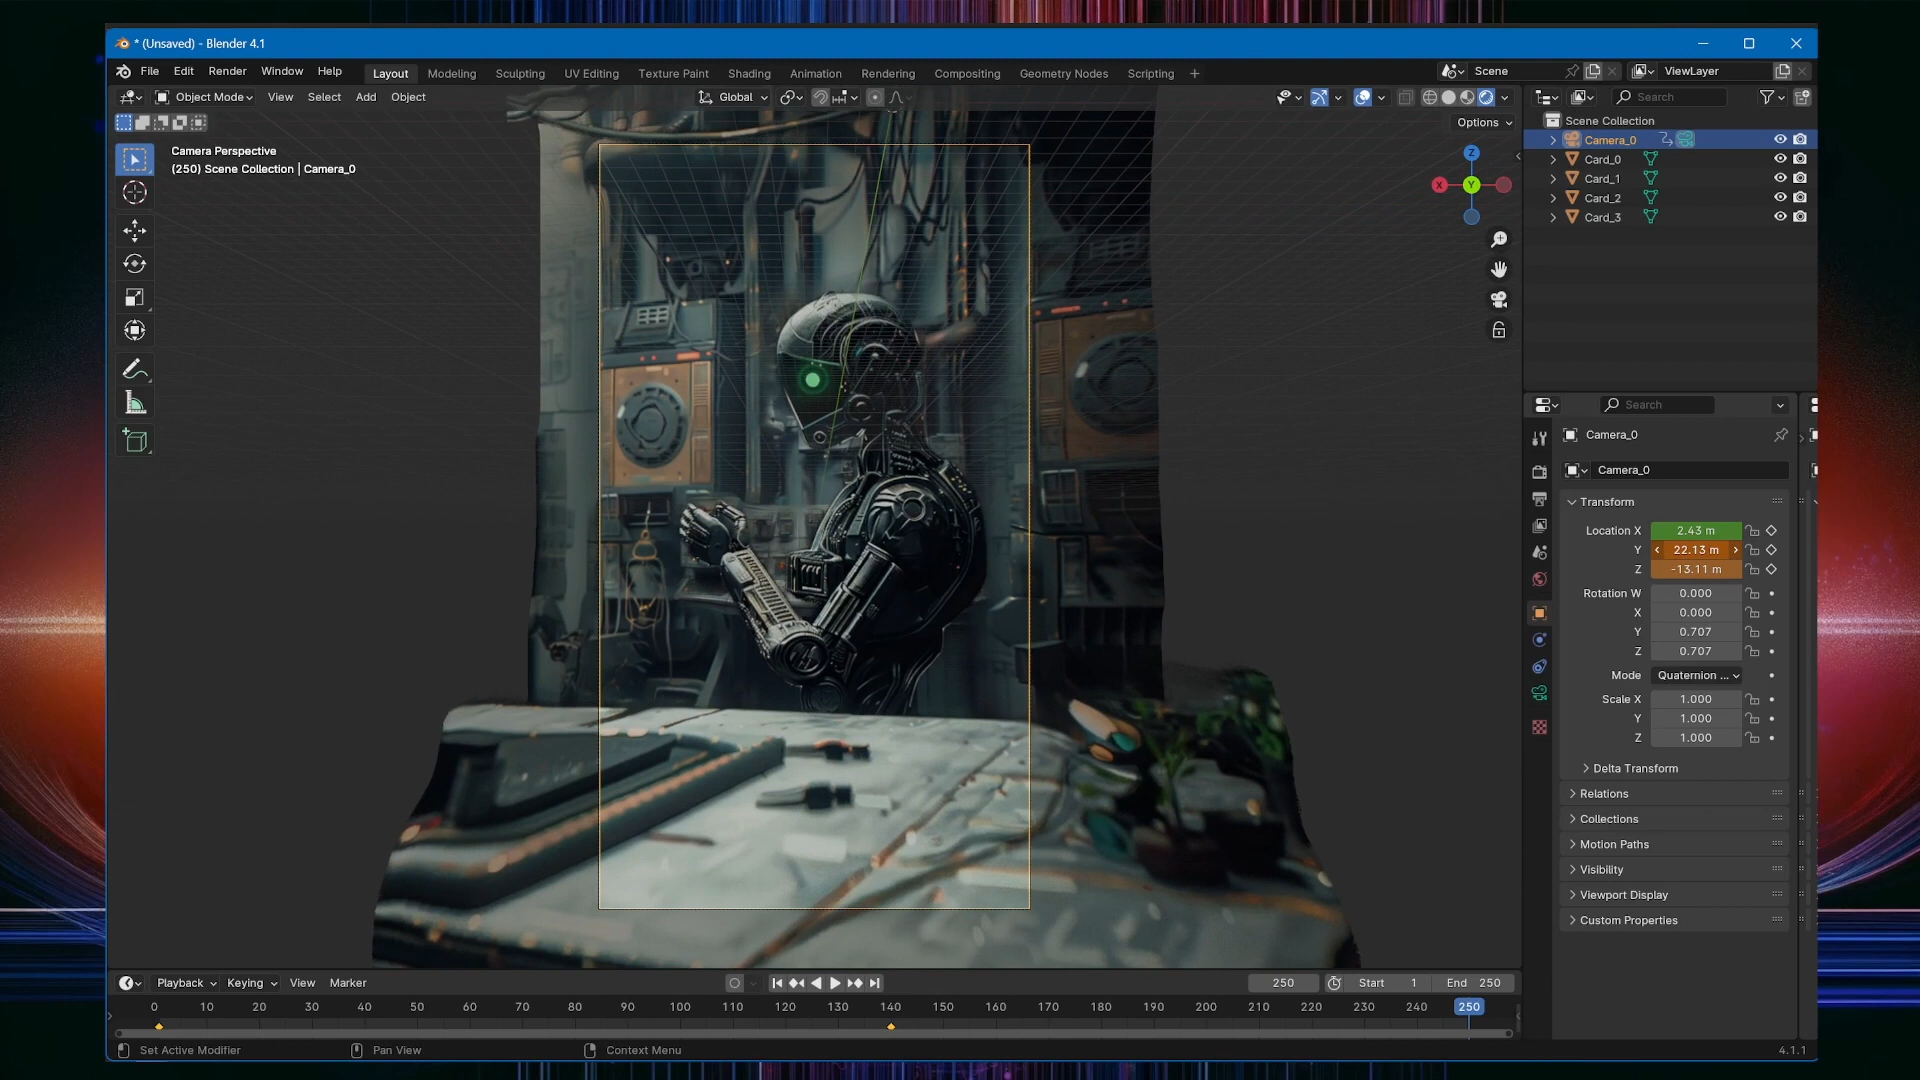 * (Unsaved) - Blender 4.1
File Edit Render Window Help Layout Modeling Sculpting UV Editing Texture Paint Shading Animation Rendering Compositing Geometry Nodes Scripting + Scene ViewLayer
Object Mode View Select Add Object Global Search
Options
Camera Perspective
(250) Scene Collection | Camera_0
Z
X
Y
Scene Collection
Camera_0
Card_0
Card_1
Card_2
Card_3
Search
Camera_0
Camera_0
Transform
Location X 2.43 m
Y 22.13 m
Z -13.11 m
Rotation W 0.000
X 0.000
Y 0.707
Z 0.707
Mode Quaternion ...
Scale X 1.000
Y 1.000
Z 1.000
Delta Transform
Relations
Collections
Motion Paths
Visibility
Viewport Display
Custom Properties
Playback Keying View Marker 250 Start 1 End 250
0 10 20 30 40 50 60 70 80 90 100 110 120 130 140 150 160 170 180 190 200 210 220 230 240 250
Set Active Modifier Pan View Context Menu 4.1.1